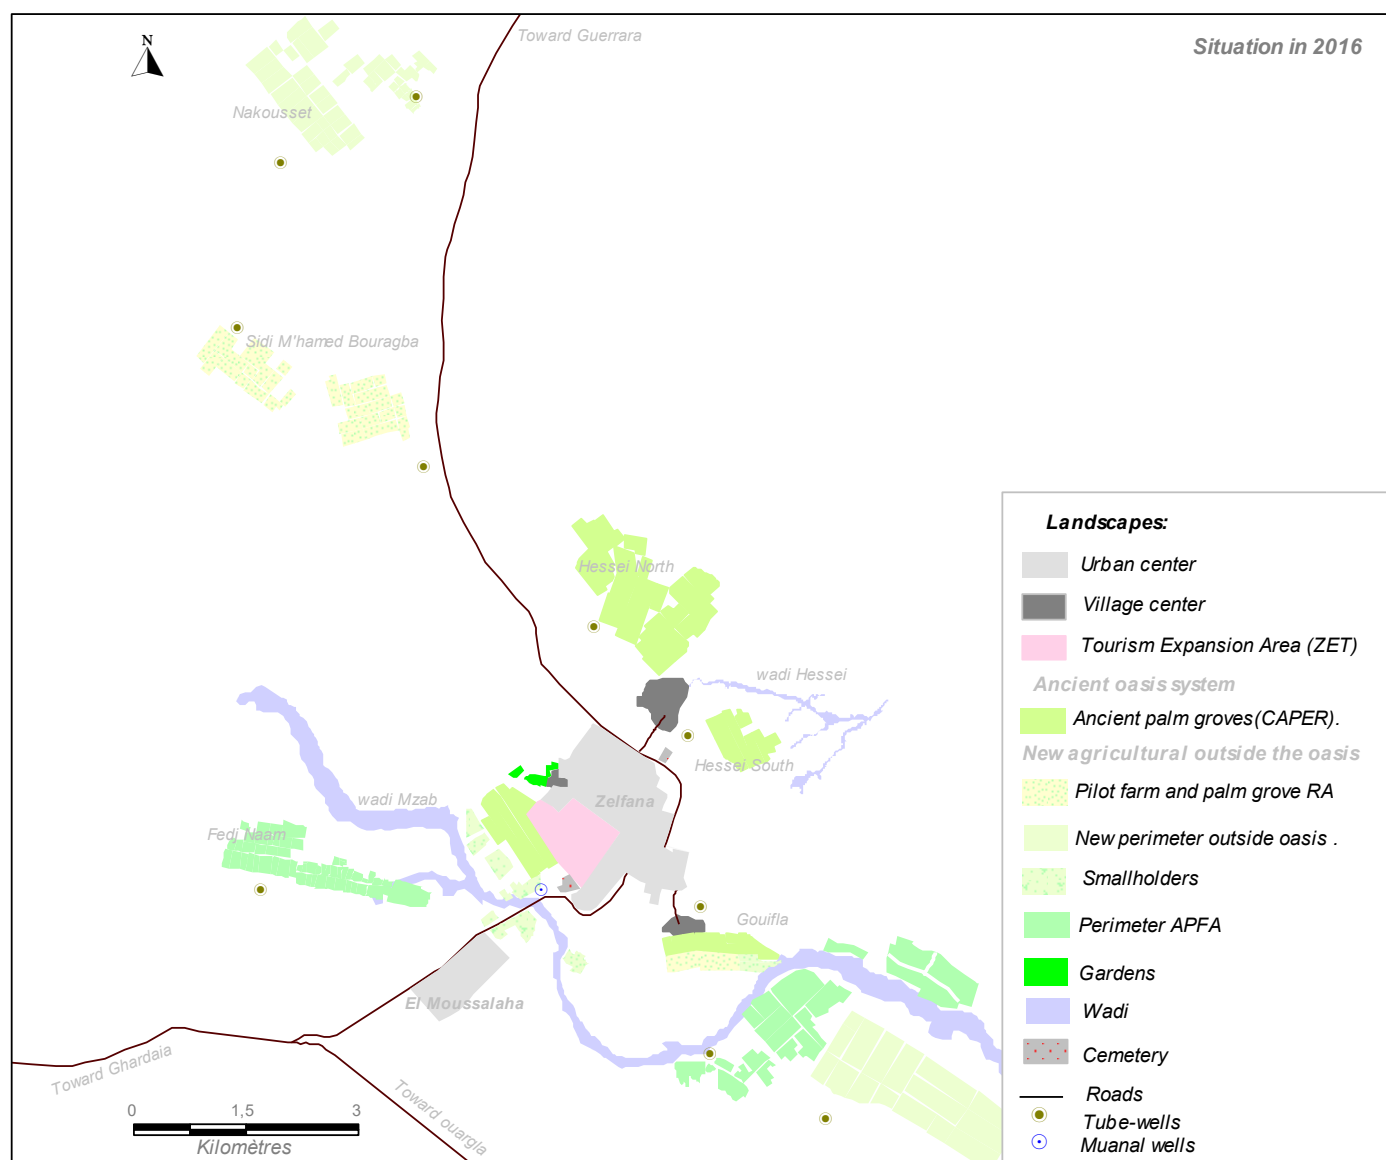 Toward Guerrara
Situation in 2016
N
Nakousset
Sidi M'hamed Bouragba
Hessei North
wadi Hessei
Hessei South
wadi Mzab
Zelfana
Fedj Naam
Gouifla
El Moussalaha
Toward Ghardaia
Toward ouargla
0 1,5 3
Kilomètres
Landscapes:
Urban center
Village center
Tourism Expansion Area (ZET)
Ancient oasis system
Ancient palm groves(CAPER).
New agricultural outside the oasis
Pilot farm and palm grove RA
New perimeter outside oasis .
Smallholders
Perimeter APFA
Gardens
Wadi
Cemetery
Roads
Tube-wells
Muanal wells